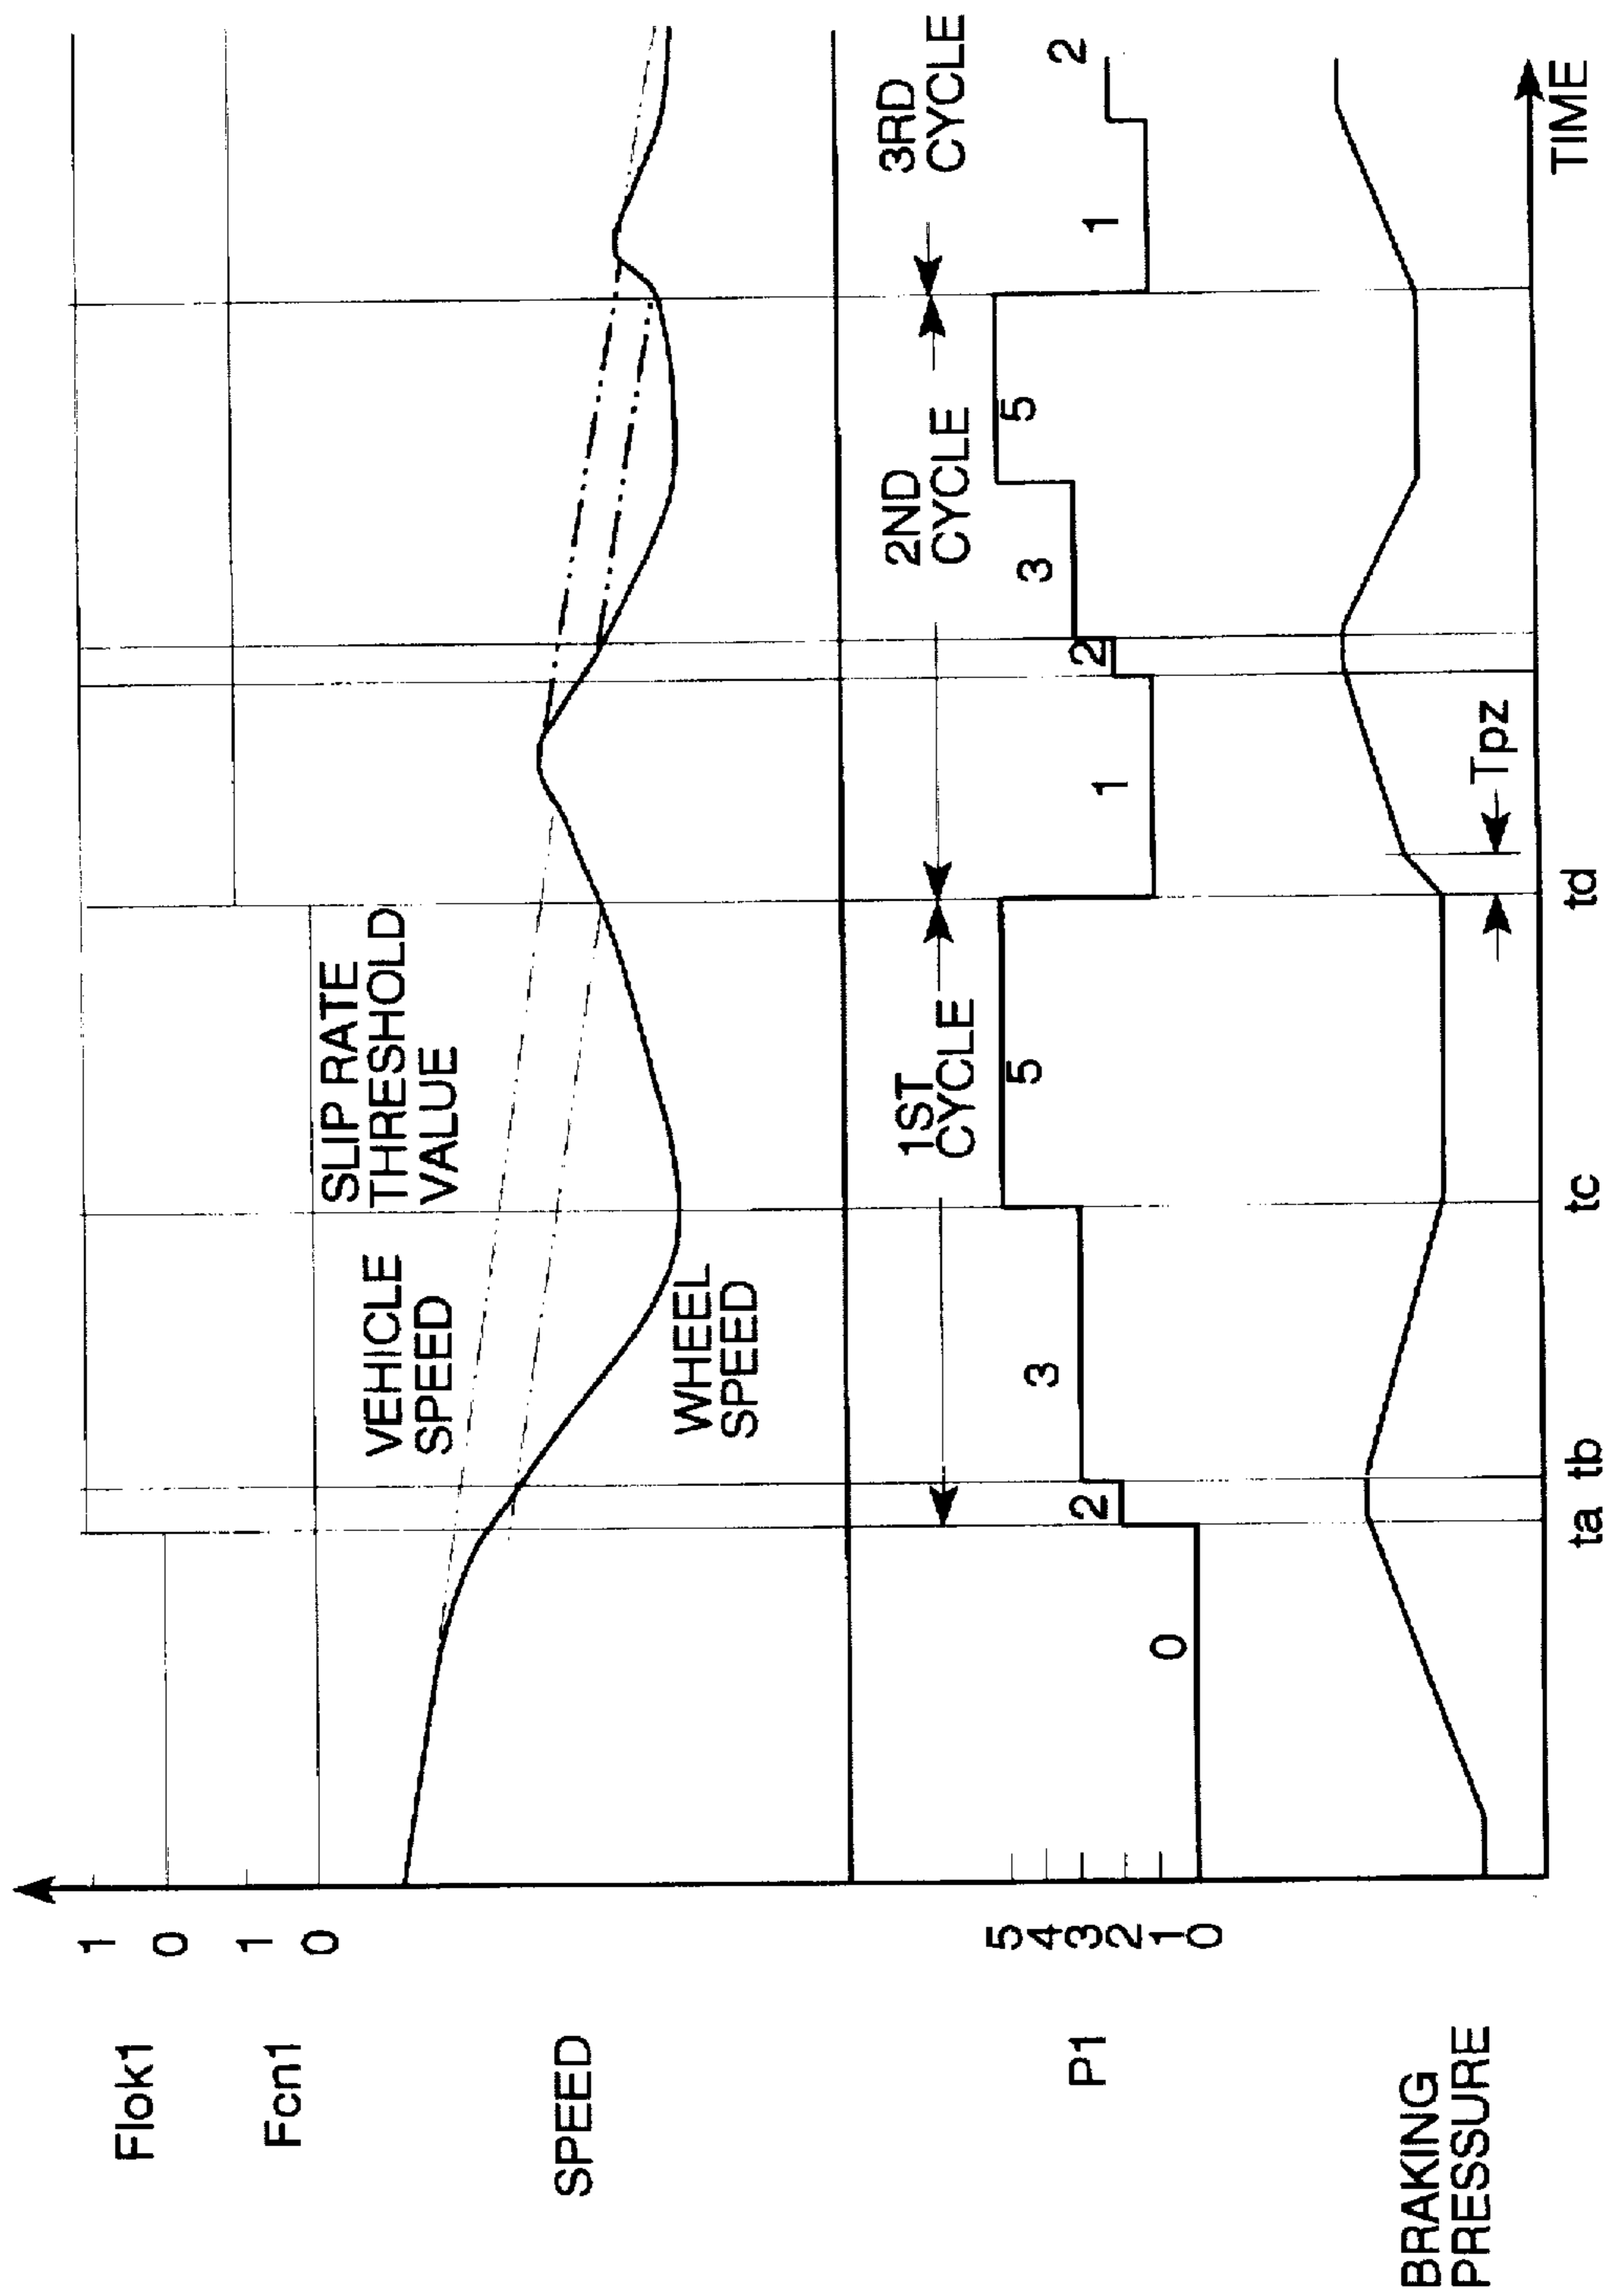 Flok1
1
0
Fcn1
1
0
SPEED
VEHICLE
SPEED
SLIP RATE
THRESHOLD
VALUE
WHEEL
SPEED
1ST
CYCLE
2ND
CYCLE
3RD
CYCLE
P1
5
4
3
2
1
0
0
2
3
5
1
2
3
5
1
2
BRAKING
PRESSURE
Tpz
ta
tb
tc
td
TIME